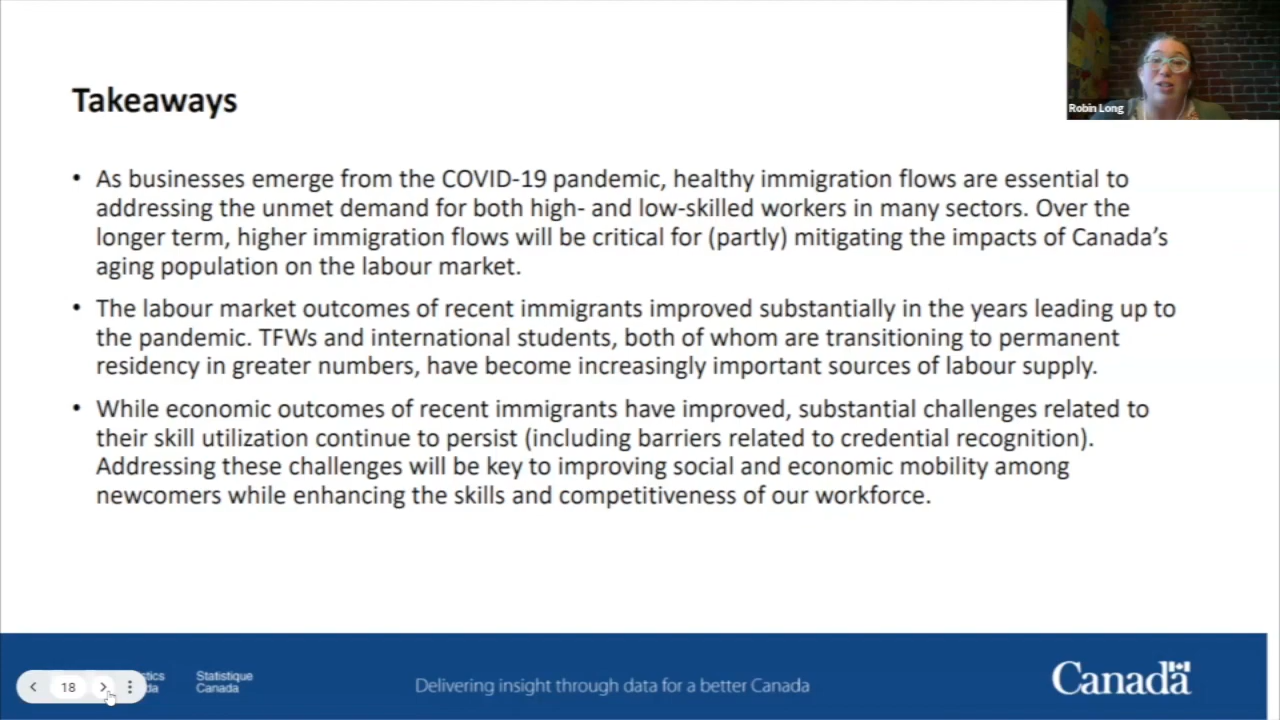 Robin Long
Takeaways
• As businesses emerge from the COVID-19 pandemic, healthy immigration flows are essential to
addressing the unmet demand for both high- and low-skilled workers in many sectors. Over the
longer term, higher immigration flows will be critical for (partly) mitigating the impacts of Canada’s
aging population on the labour market.
• The labour market outcomes of recent immigrants improved substantially in the years leading up to
the pandemic. TFWs and international students, both of whom are transitioning to permanent
residency in greater numbers, have become increasingly important sources of labour supply.
• While economic outcomes of recent immigrants have improved, substantial challenges related to
their skill utilization continue to persist (including barriers related to credential recognition).
Addressing these challenges will be key to improving social and economic mobility among
newcomers while enhancing the skills and competitiveness of our workforce.
18
Statistique
Canada
Delivering insight through data for a better Canada
Canada